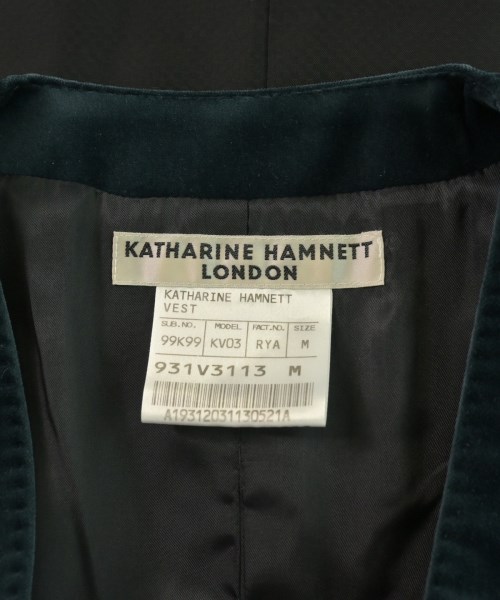 KATHARINE HAMNETT
LONDON
KATHARINE HAMNETT
VEST
SUB.NO. MODEL FACT.NO. SIZE
99K99 KV03 RYA M
931V3113 M
A19312031130521A